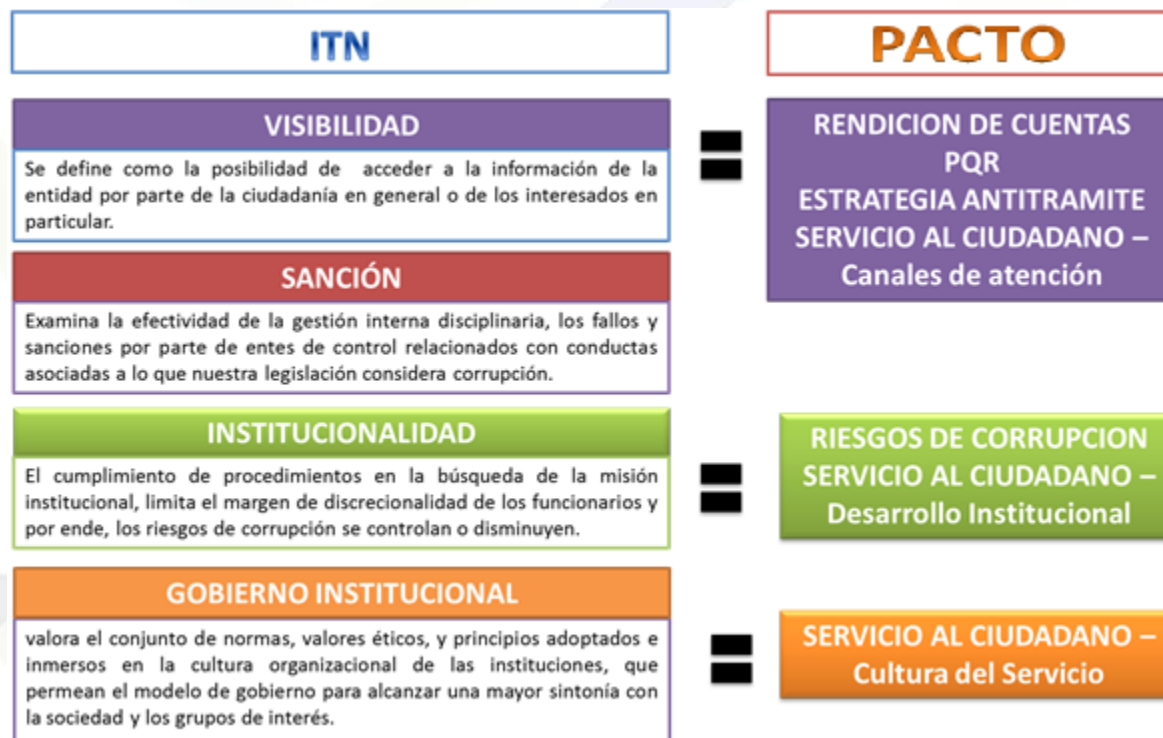 ITN
PACTO
VISIBILIDAD
Se define como la posibilidad de acceder a la información de la
entidad por parte de la ciudadanía en general o de los interesados en
particular.
RENDICION DE CUENTAS
PQR
ESTRATEGIA ANTITRAMITE
SERVICIO AL CIUDADANO –
Canales de atención
SANCIÓN
Examina la efectividad de la gestión interna disciplinaria, los fallos y
sanciones por parte de entes de control relacionados con conductas
asociadas a lo que nuestra legislación considera corrupción.
INSTITUCIONALIDAD
El cumplimiento de procedimientos en la búsqueda de la misión
institucional, limita el margen de discrecionalidad de los funcionarios y
por ende, los riesgos de corrupción se controlan o disminuyen.
RIESGOS DE CORRUPCION
SERVICIO AL CIUDADANO –
Desarrollo Institucional
GOBIERNO INSTITUCIONAL
valora el conjunto de normas, valores éticos, y principios adoptados e
inmersos en la cultura organizacional de las instituciones, que
permean el modelo de gobierno para alcanzar una mayor sintonía con
la sociedad y los grupos de interés.
SERVICIO AL CIUDADANO –
Cultura del Servicio